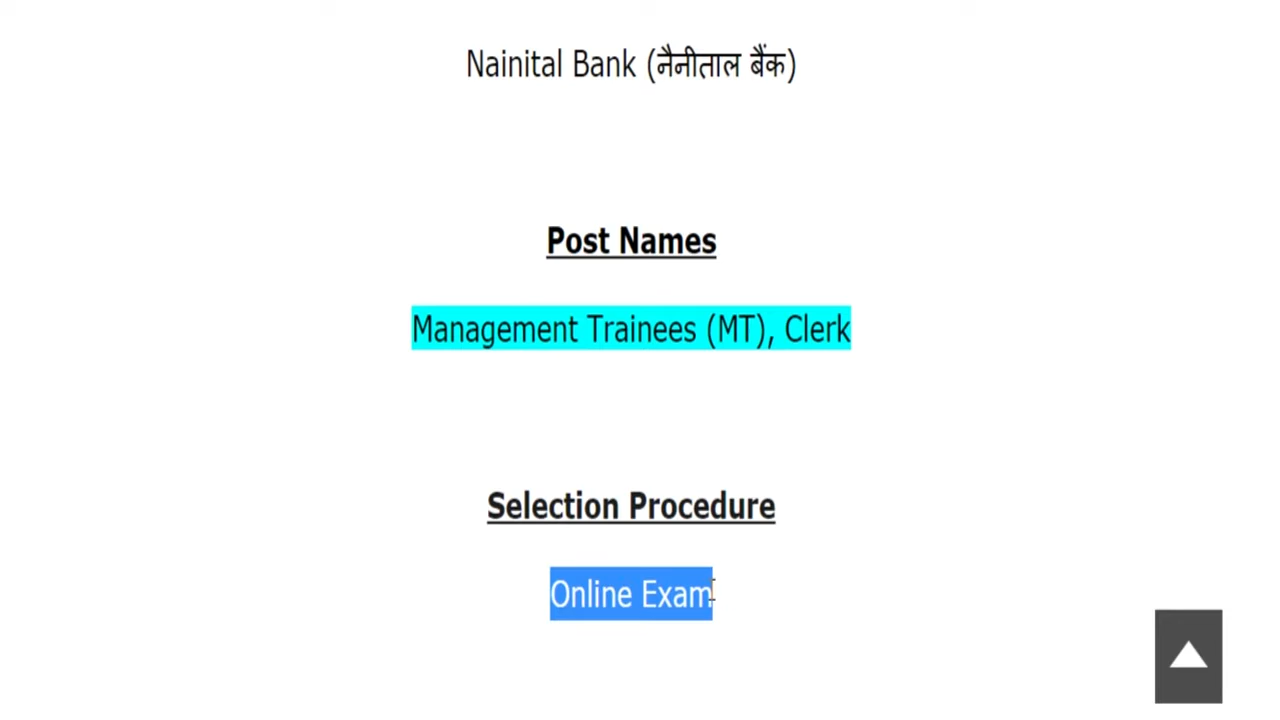 Nainital Bank (नैनीताल बैंक)
Post Names
Management Trainees (MT), Clerk
Selection Procedure
Online Exam